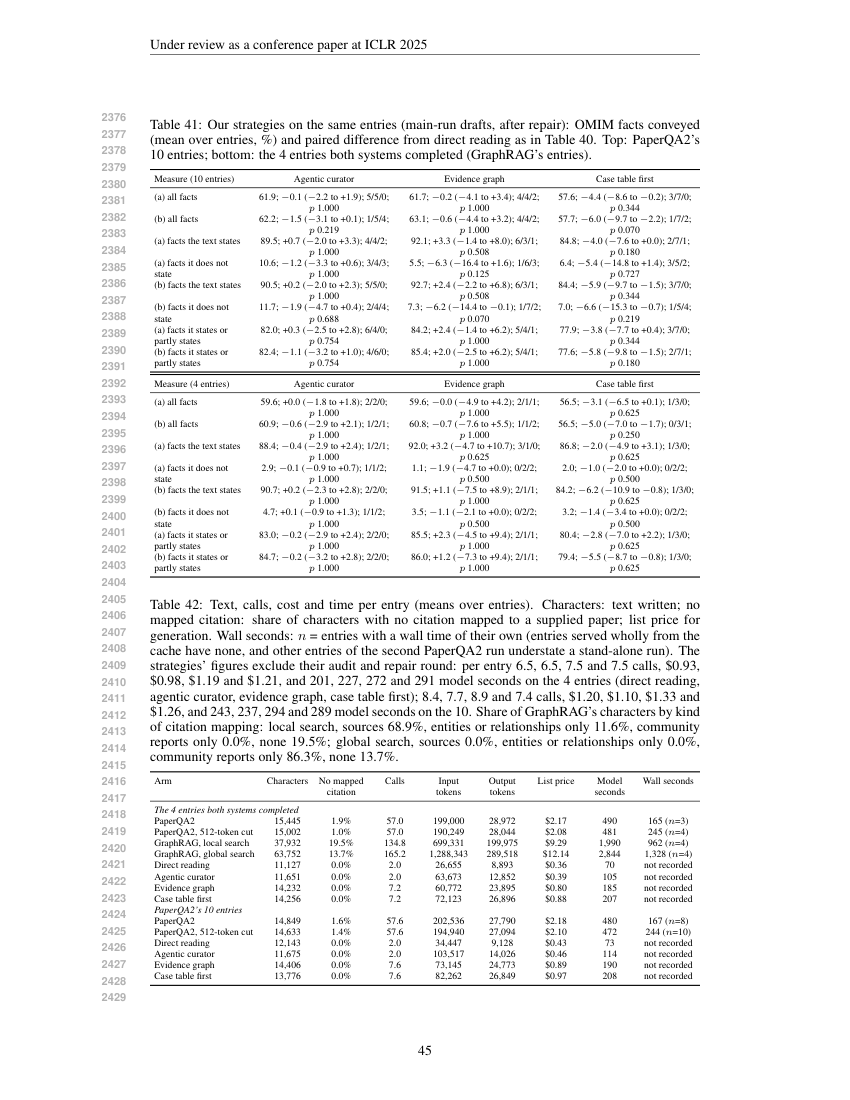 Under review as a conference paper at ICLR 2025
2376
2377
2378
2379
2380
2381
2382
2383
2384
2385
2386
2387
2388
2389
2390
2391
2392
2393
2394
2395
2396
2397
2398
2399
2400
2401
2402
2403
2404
2405
2406
2407
2408
2409
2410
2411
2412
2413
2414
2415
2416
2417
2418
2419
2420
2421
2422
2423
2424
2425
2426
2427
2428
2429
Table 41: Our strategies on the same entries (main-run drafts, after repair): OMIM facts conveyed
(mean over entries, %) and paired difference from direct reading as in Table 40. Top: PaperQA2's
10 entries; bottom: the 4 entries both systems completed (GraphRAG's entries).
Measure (10 entries) Agentic curator Evidence graph Case table first
(a) all facts 61.9; −0.1 (−2.2 to +1.9); 5/5/0; 61.7; −0.2 (−4.1 to +3.4); 4/4/2; 57.6; −4.4 (−8.6 to −0.2); 3/7/0;
p 1.000 p 1.000 p 0.344
(b) all facts 62.2; −1.5 (−3.1 to +0.1); 1/5/4; 63.1; −0.6 (−4.4 to +3.2); 4/4/2; 57.7; −6.0 (−9.7 to −2.2); 1/7/2;
p 0.219 p 1.000 p 0.070
(a) facts the text states 89.5; +0.7 (−2.0 to +3.3); 4/4/2; 92.1; +3.3 (−1.4 to +8.0); 6/3/1; 84.8; −4.0 (−7.6 to +0.0); 2/7/1;
p 1.000 p 0.508 p 0.180
(a) facts it does not 10.6; −1.2 (−3.3 to +0.6); 3/4/3; 5.5; −6.3 (−16.4 to +1.6); 1/6/3; 6.4; −5.4 (−14.8 to +1.4); 3/5/2;
state p 1.000 p 0.125 p 0.727
(b) facts the text states 90.5; +0.2 (−2.0 to +2.3); 5/5/0; 92.7; +2.4 (−2.2 to +6.8); 6/3/1; 84.4; −5.9 (−9.7 to −1.5); 3/7/0;
p 1.000 p 0.508 p 0.344
(b) facts it does not 11.7; −1.9 (−4.7 to +0.4); 2/4/4; 7.3; −6.2 (−14.4 to −0.1); 1/7/2; 7.0; −6.6 (−15.3 to −0.7); 1/5/4;
state p 0.688 p 0.070 p 0.219
(a) facts it states or 82.0; +0.3 (−2.5 to +2.8); 6/4/0; 84.2; +2.4 (−1.4 to +6.2); 5/4/1; 77.9; −3.8 (−7.7 to +0.4); 3/7/0;
partly states p 0.754 p 1.000 p 0.344
(b) facts it states or 82.4; −1.1 (−3.2 to +1.0); 4/6/0; 85.4; +2.0 (−2.5 to +6.2); 5/4/1; 77.6; −5.8 (−9.8 to −1.5); 2/7/1;
partly states p 0.754 p 1.000 p 0.180
Measure (4 entries) Agentic curator Evidence graph Case table first
(a) all facts 59.6; +0.0 (−1.8 to +1.8); 2/2/0; 59.6; −0.0 (−4.9 to +4.2); 2/1/1; 56.5; −3.1 (−6.5 to +0.1); 1/3/0;
p 1.000 p 1.000 p 0.625
(b) all facts 60.9; −0.6 (−2.9 to +2.1); 1/2/1; 60.8; −0.7 (−7.6 to +5.5); 1/1/2; 56.5; −5.0 (−7.0 to −1.7); 0/3/1;
p 1.000 p 1.000 p 0.250
(a) facts the text states 88.4; −0.4 (−2.9 to +2.4); 1/2/1; 92.0; +3.2 (−4.7 to +10.7); 3/1/0; 86.8; −2.0 (−4.9 to +3.1); 1/3/0;
p 1.000 p 0.625 p 0.625
(a) facts it does not 2.9; −0.1 (−0.9 to +0.7); 1/1/2; 1.1; −1.9 (−4.7 to +0.0); 0/2/2; 2.0; −1.0 (−2.0 to +0.0); 0/2/2;
state p 1.000 p 0.500 p 0.500
(b) facts the text states 90.7; +0.2 (−2.3 to +2.8); 2/2/0; 91.5; +1.1 (−7.5 to +8.9); 2/1/1; 84.2; −6.2 (−10.9 to −0.8); 1/3/0;
p 1.000 p 1.000 p 0.625
(b) facts it does not 4.7; +0.1 (−0.9 to +1.3); 1/1/2; 3.5; −1.1 (−2.1 to +0.0); 0/2/2; 3.2; −1.4 (−3.4 to +0.0); 0/2/2;
state p 1.000 p 0.500 p 0.500
(a) facts it states or 83.0; −0.2 (−2.9 to +2.4); 2/2/0; 85.5; +2.3 (−4.5 to +9.4); 2/1/1; 80.4; −2.8 (−7.0 to +2.2); 1/3/0;
partly states p 1.000 p 1.000 p 0.625
(b) facts it states or 84.7; −0.2 (−3.2 to +2.8); 2/2/0; 86.0; +1.2 (−7.3 to +9.4); 2/1/1; 79.4; −5.5 (−8.7 to −0.8); 1/3/0;
partly states p 1.000 p 1.000 p 0.625
Table 42: Text, calls, cost and time per entry (means over entries). Characters: text written; no
mapped citation: share of characters with no citation mapped to a supplied paper; list price for
generation. Wall seconds: n = entries with a wall time of their own (entries served wholly from the
cache have none, and other entries of the second PaperQA2 run understate a stand-alone run). The
strategies' figures exclude their audit and repair round: per entry 6.5, 6.5, 7.5 and 7.5 calls, $0.93,
$0.98, $1.19 and $1.21, and 201, 227, 272 and 291 model seconds on the 4 entries (direct reading,
agentic curator, evidence graph, case table first); 8.4, 7.7, 8.9 and 7.4 calls, $1.20, $1.10, $1.33 and
$1.26, and 243, 237, 294 and 289 model seconds on the 10. Share of GraphRAG's characters by kind
of citation mapping: local search, sources 68.9%, entities or relationships only 11.6%, community
reports only 0.0%, none 19.5%; global search, sources 0.0%, entities or relationships only 0.0%,
community reports only 86.3%, none 13.7%.
Arm Characters No mapped Calls Input Output List price Model Wall seconds
citation tokens tokens seconds
The 4 entries both systems completed
PaperQA2 15,445 1.9% 57.0 199,000 28,972 $2.17 490 165 (n=3)
PaperQA2, 512-token cut 15,002 1.0% 57.0 190,249 28,044 $2.08 481 245 (n=4)
GraphRAG, local search 37,932 19.5% 134.8 699,331 199,975 $9.29 1,990 962 (n=4)
GraphRAG, global search 63,752 13.7% 165.2 1,288,343 289,518 $12.14 2,844 1,328 (n=4)
Direct reading 11,127 0.0% 2.0 26,655 8,893 $0.36 70 not recorded
Agentic curator 11,651 0.0% 2.0 63,673 12,852 $0.39 105 not recorded
Evidence graph 14,232 0.0% 7.2 60,772 23,895 $0.80 185 not recorded
Case table first 14,256 0.0% 7.2 72,123 26,896 $0.88 207 not recorded
PaperQA2's 10 entries
PaperQA2 14,849 1.6% 57.6 202,536 27,790 $2.18 480 167 (n=8)
PaperQA2, 512-token cut 14,633 1.4% 57.6 194,940 27,094 $2.10 472 244 (n=10)
Direct reading 12,143 0.0% 2.0 34,447 9,128 $0.43 73 not recorded
Agentic curator 11,675 0.0% 2.0 103,517 14,026 $0.46 114 not recorded
Evidence graph 14,406 0.0% 7.6 73,145 24,773 $0.89 190 not recorded
Case table first 13,776 0.0% 7.6 82,262 26,849 $0.97 208 not recorded
45